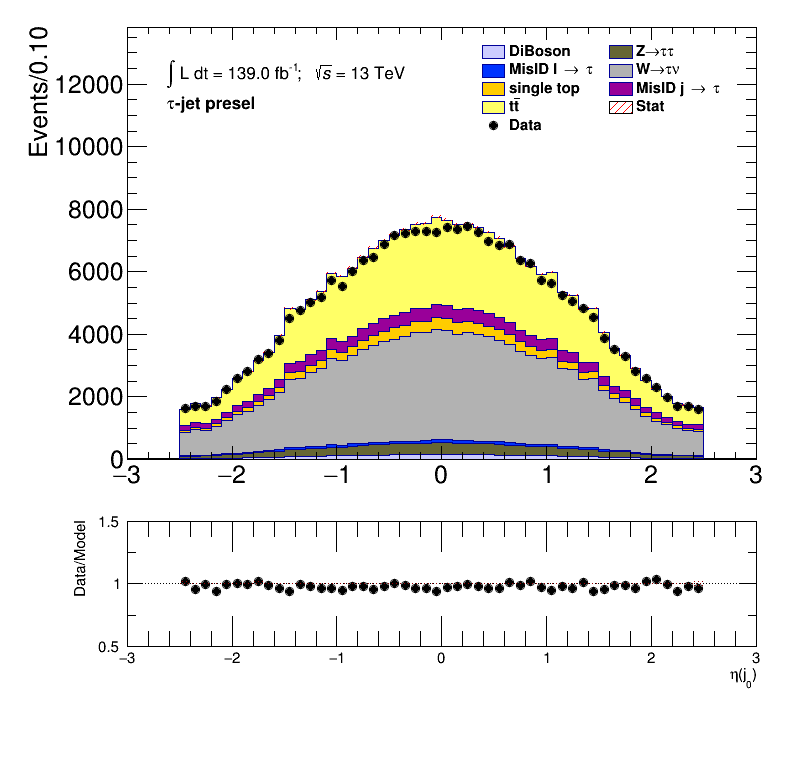 Events/0.10
12000
10000
8000
6000
4000
2000
0
∫ L dt = 139.0 fb⁻¹; √s = 13 TeV
τ-jet presel
DiBoson
MisID l → τ
single top
tt̄
Data
Z→ττ
W→τν
MisID j → τ
Stat
−3 −2 −1 0 1 2 3
Data/Model
1.5
1
0.5
−3 −2 −1 0 1 2 3
η(j₀)